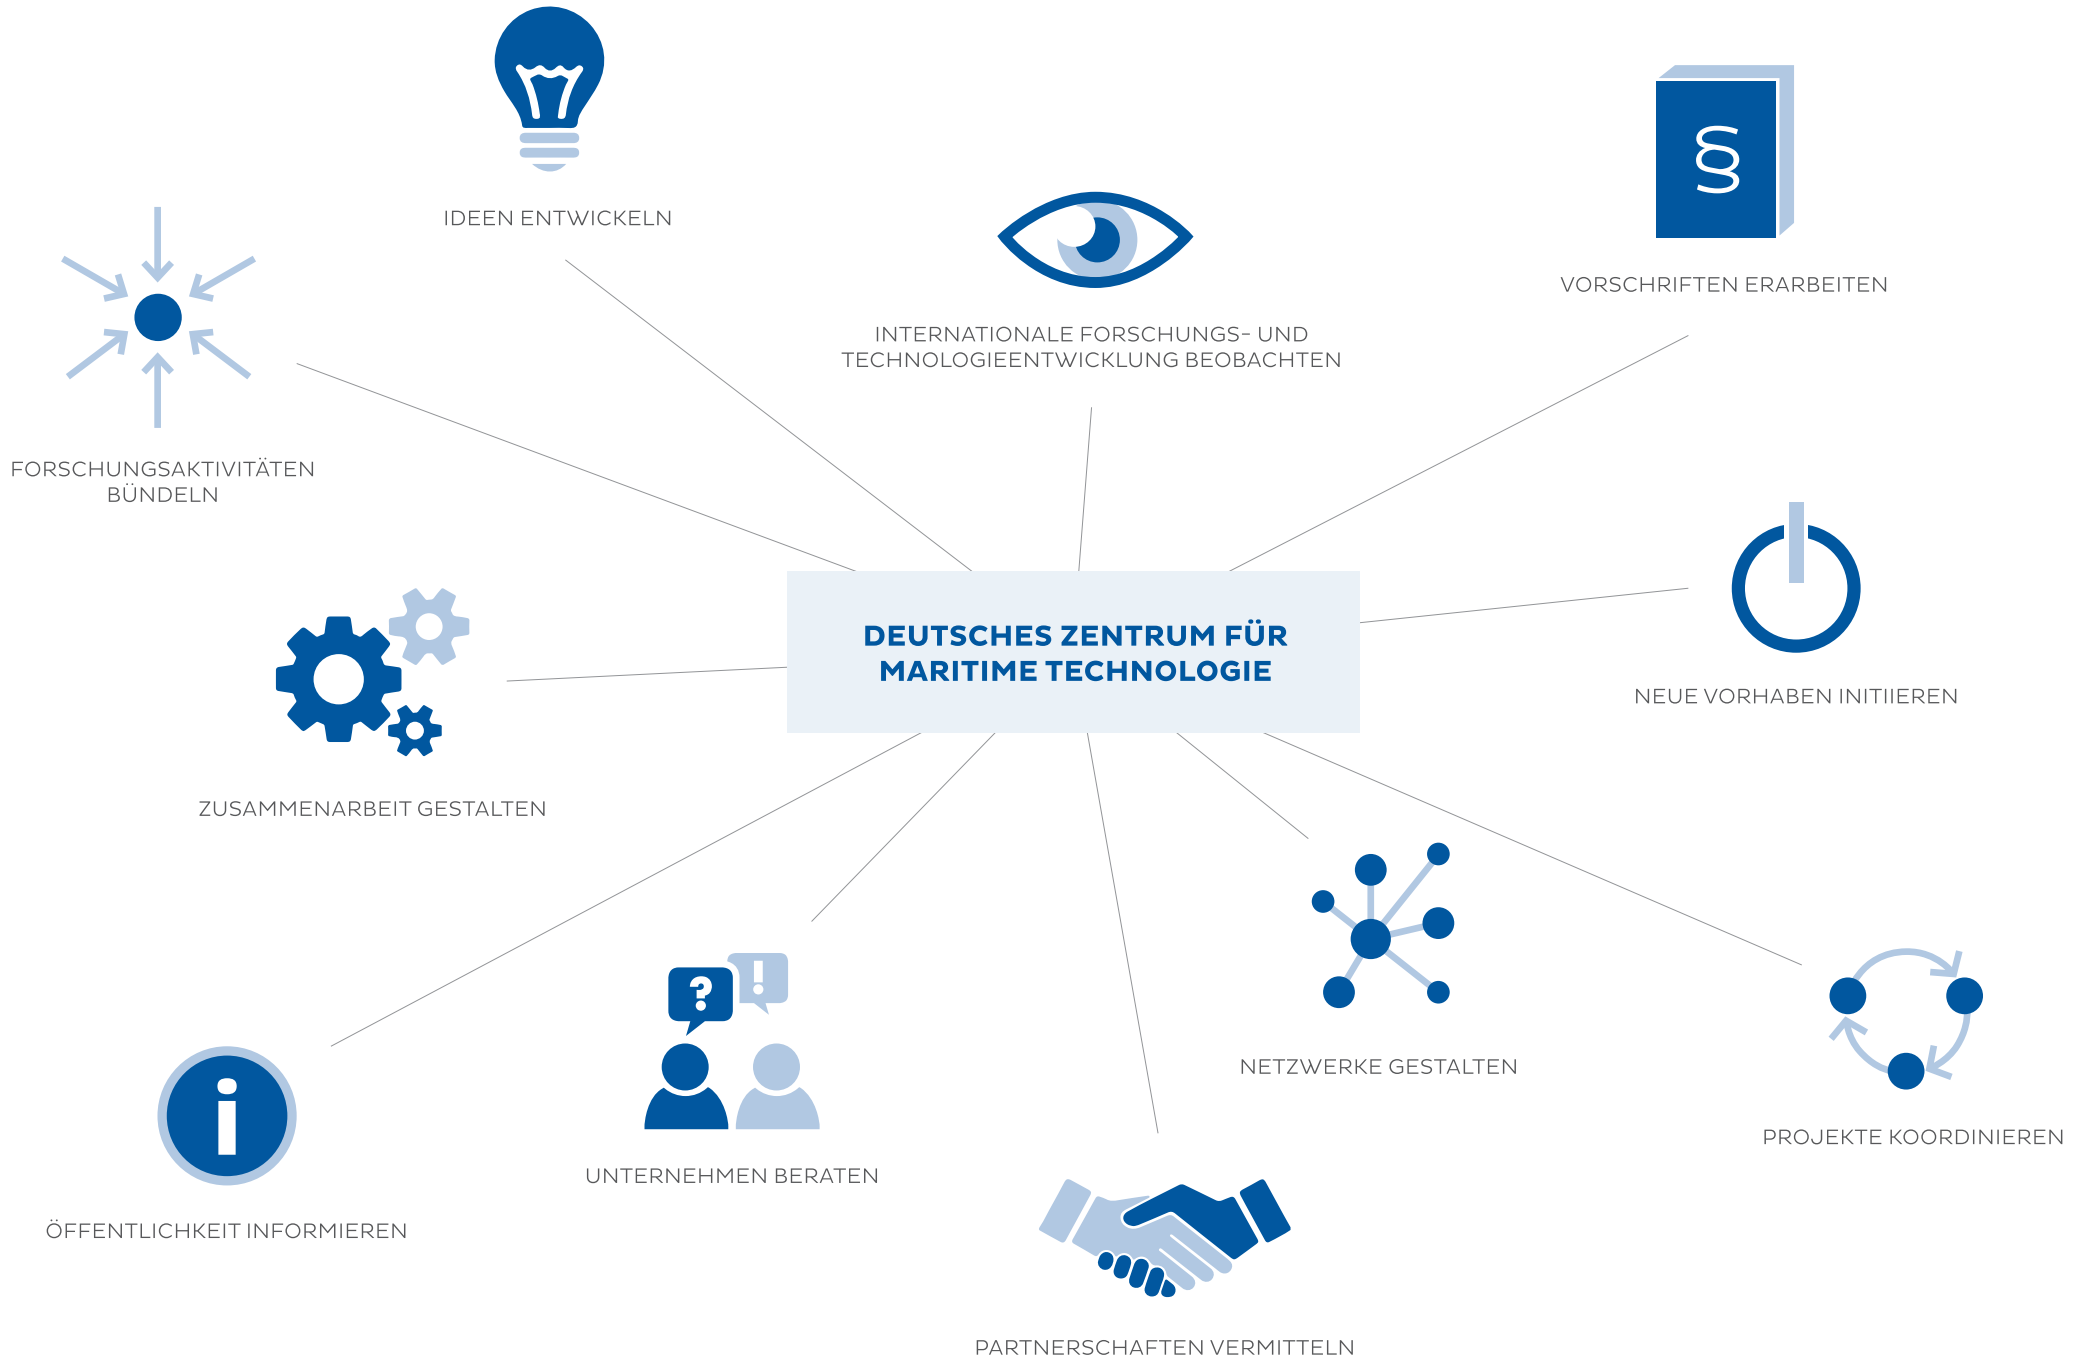 IDEEN ENTWICKELN
§
VORSCHRIFTEN ERARBEITEN
INTERNATIONALE FORSCHUNGS- UND
TECHNOLOGIEENTWICKLUNG BEOBACHTEN
FORSCHUNGSAKTIVITÄTEN
BÜNDELN
DEUTSCHES ZENTRUM FÜR
MARITIME TECHNOLOGIE
NEUE VORHABEN INITIIEREN
ZUSAMMENARBEIT GESTALTEN
? !
NETZWERKE GESTALTEN
i
PROJEKTE KOORDINIEREN
UNTERNEHMEN BERATEN
ÖFFENTLICHKEIT INFORMIEREN
PARTNERSCHAFTEN VERMITTELN